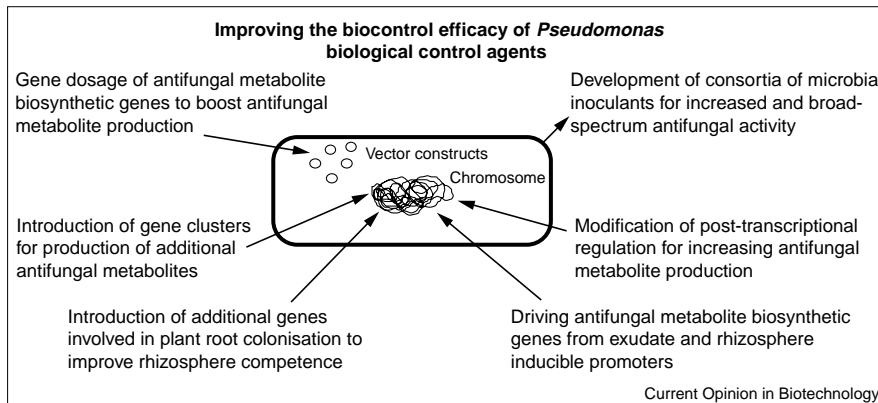 Improving the biocontrol efficacy of Pseudomonas
biological control agents
Gene dosage of antifungal metabolite
biosynthetic genes to boost antifungal
metabolite production
Development of consortia of microbia
inoculants for increased and broad-
spectrum antifungal activity
Vector constructs
Chromosome
Introduction of gene clusters
for production of additional
antifungal metabolites
Modification of post-transcriptional
regulation for increasing antifungal
metabolite production
Introduction of additional genes
involved in plant root colonisation to
improve rhizosphere competence
Driving antifungal metabolite biosynthetic
genes from exudate and rhizosphere
inducible promoters
Current Opinion in Biotechnology